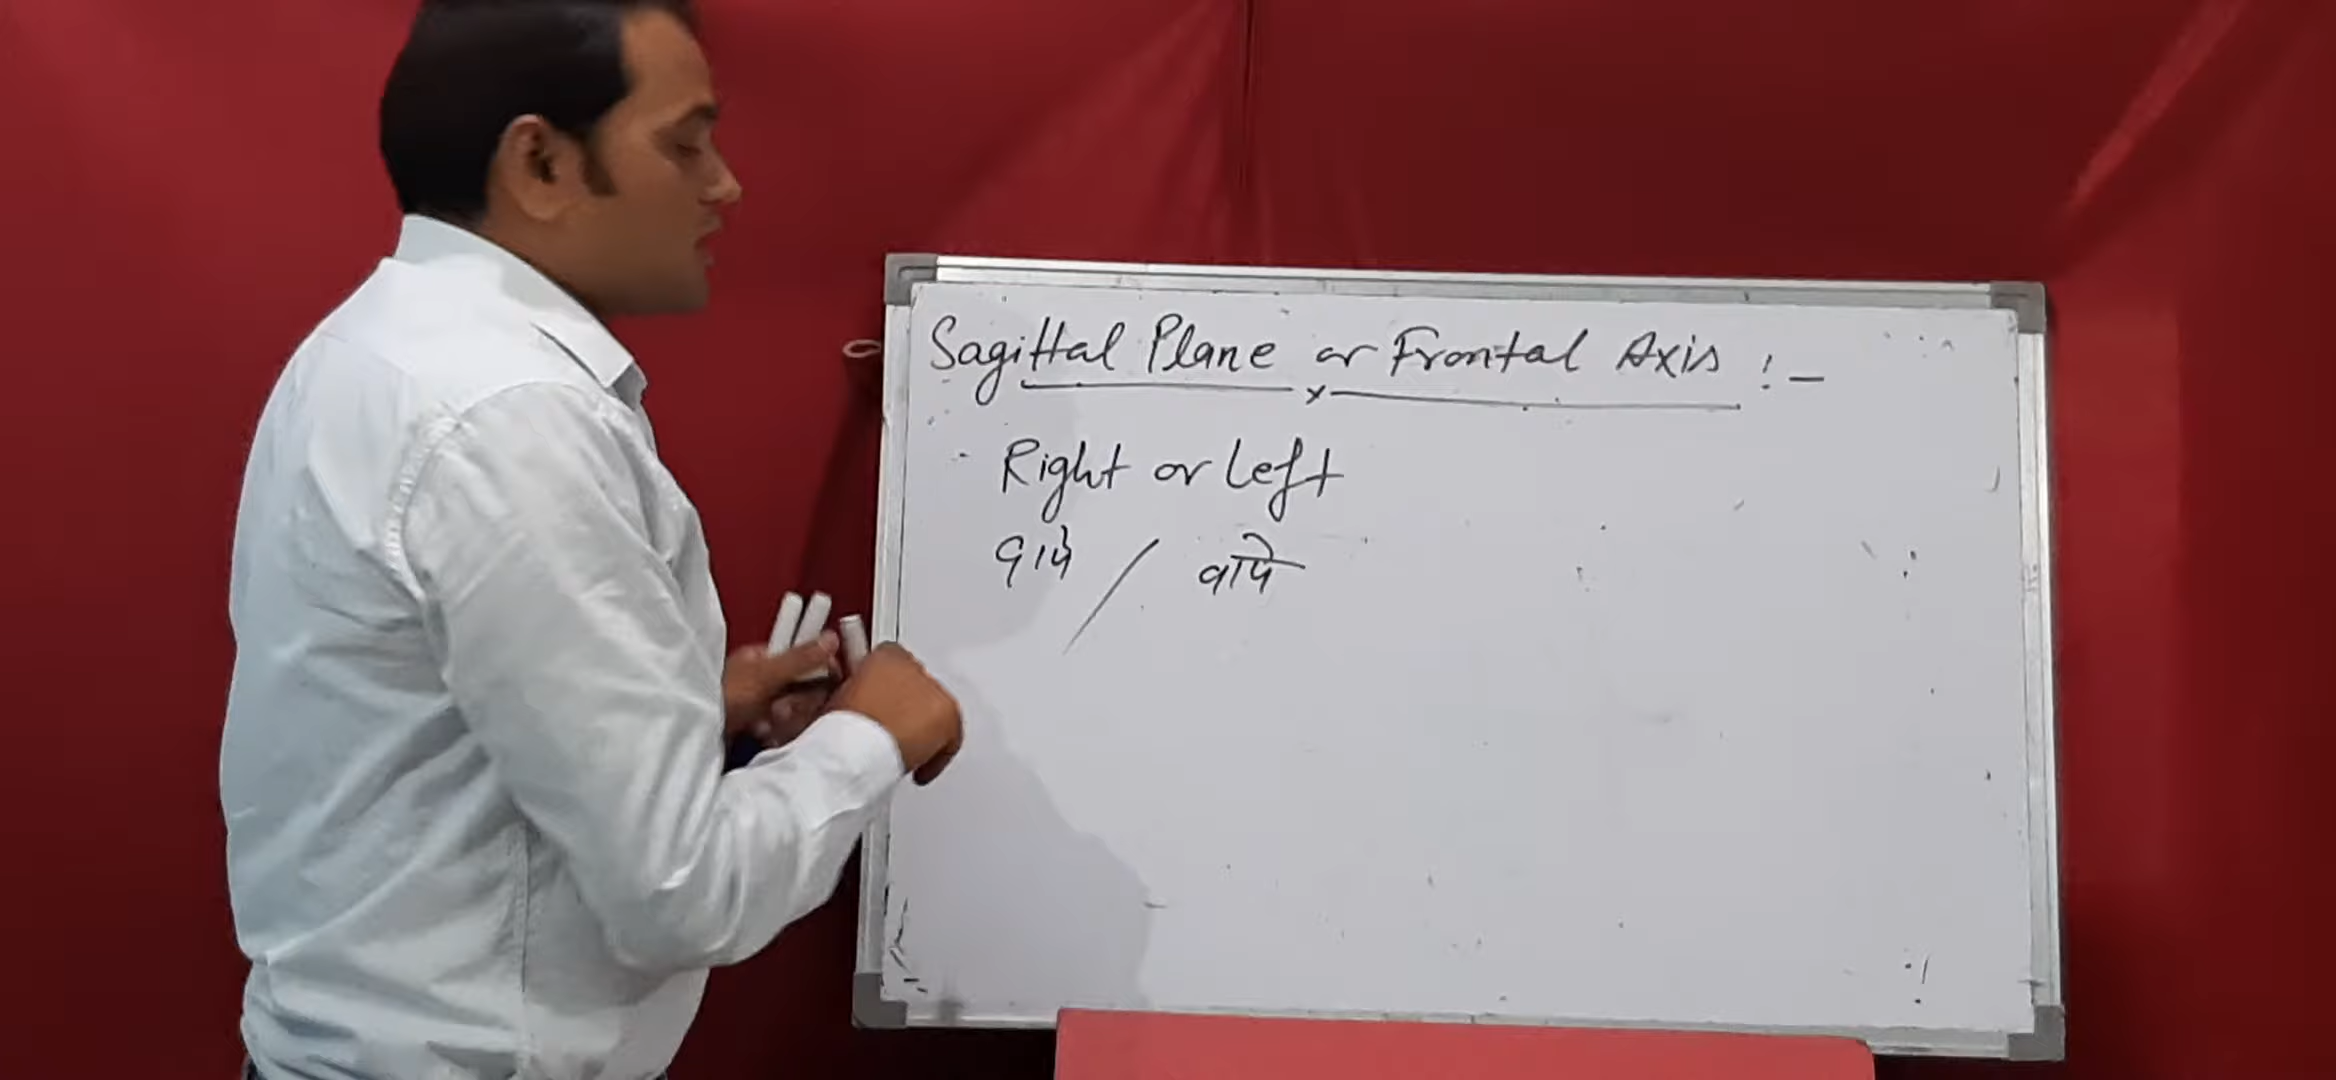 Sagittal Plane or Frontal Axis :-
Right or Left
दाये / बाये